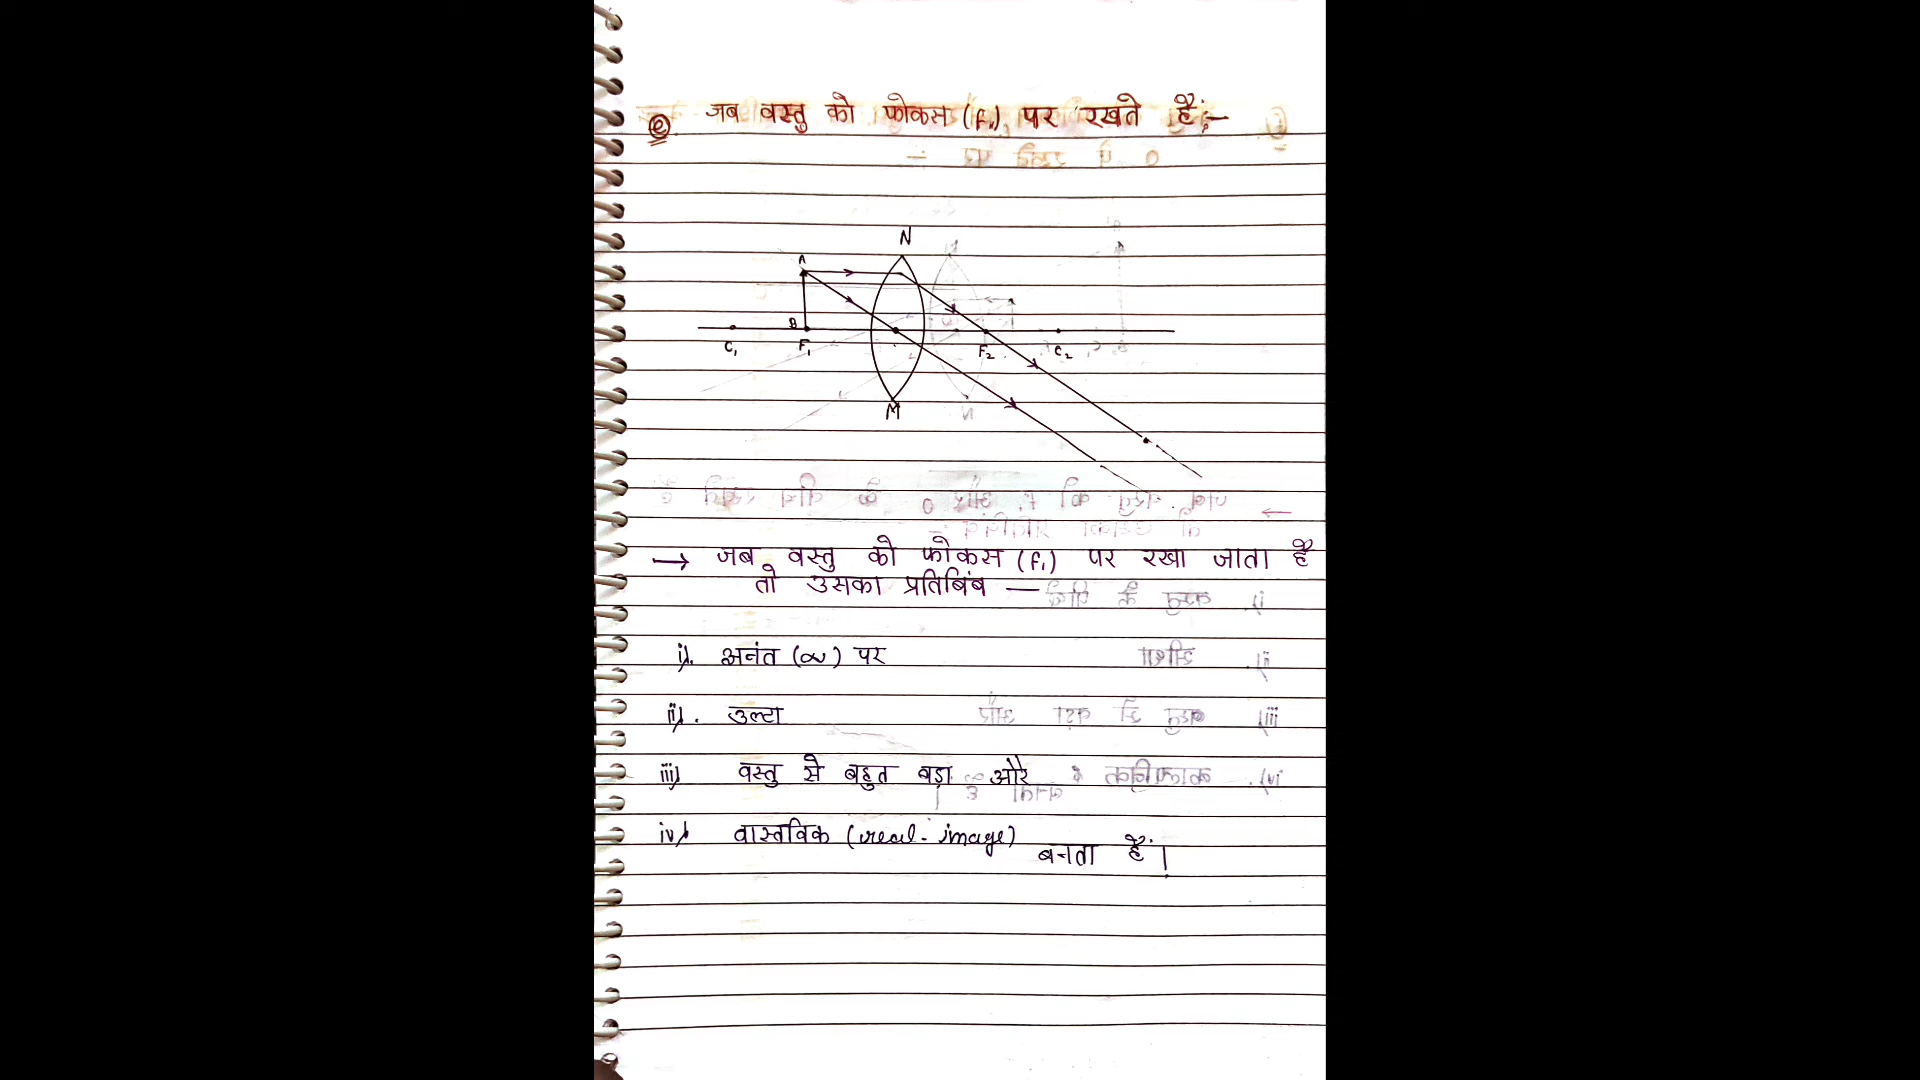 e. जब वस्तु को फोकस (F₁) पर रखते हैं:-
N
A
B
C₁ F₁ F₂ C₂
M
→ जब वस्तु को फोकस (F₁) पर रखा जाता है
तो उसका प्रतिबिंब —
i). अनंत (∞) पर
ii). उल्टा
iii) वस्तु से बहुत बड़ा और
iv) वास्तविक (real-image)
बनता हैं।